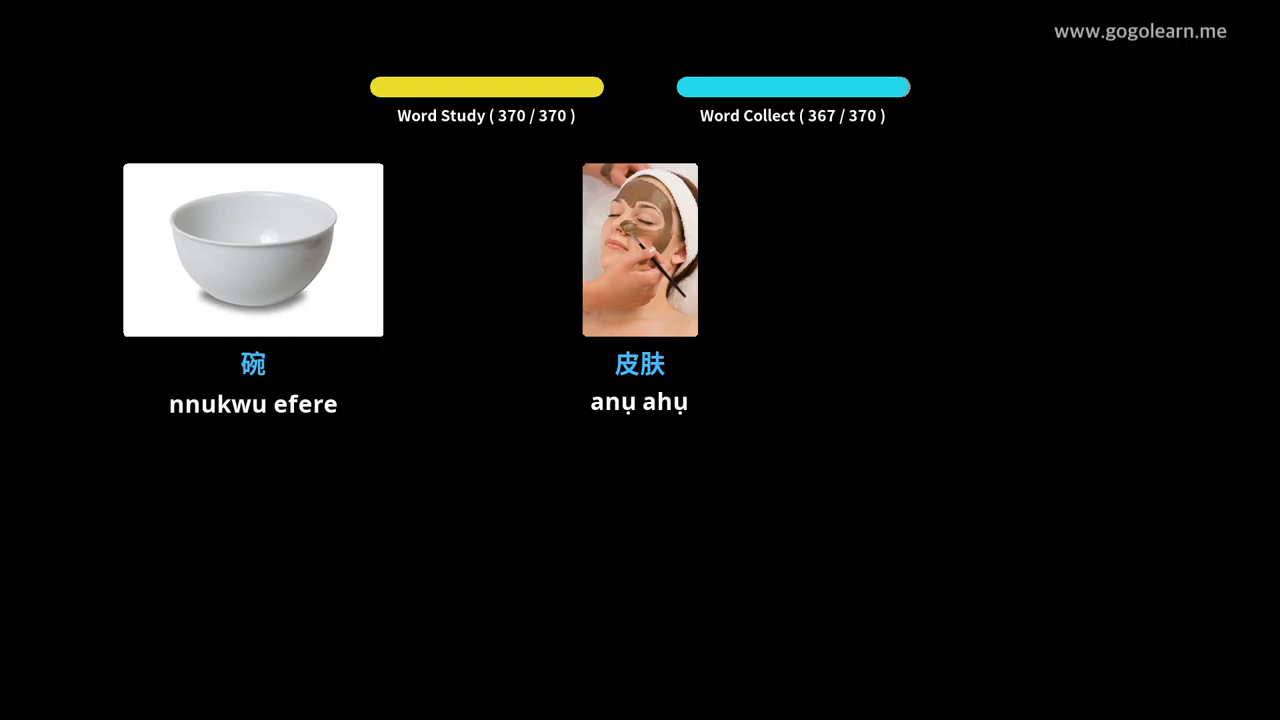 www.gogolearn.me
Word Study ( 370 / 370 )
Word Collect ( 367 / 370 )
碗
nnukwu efere
皮肤
anụ ahụ